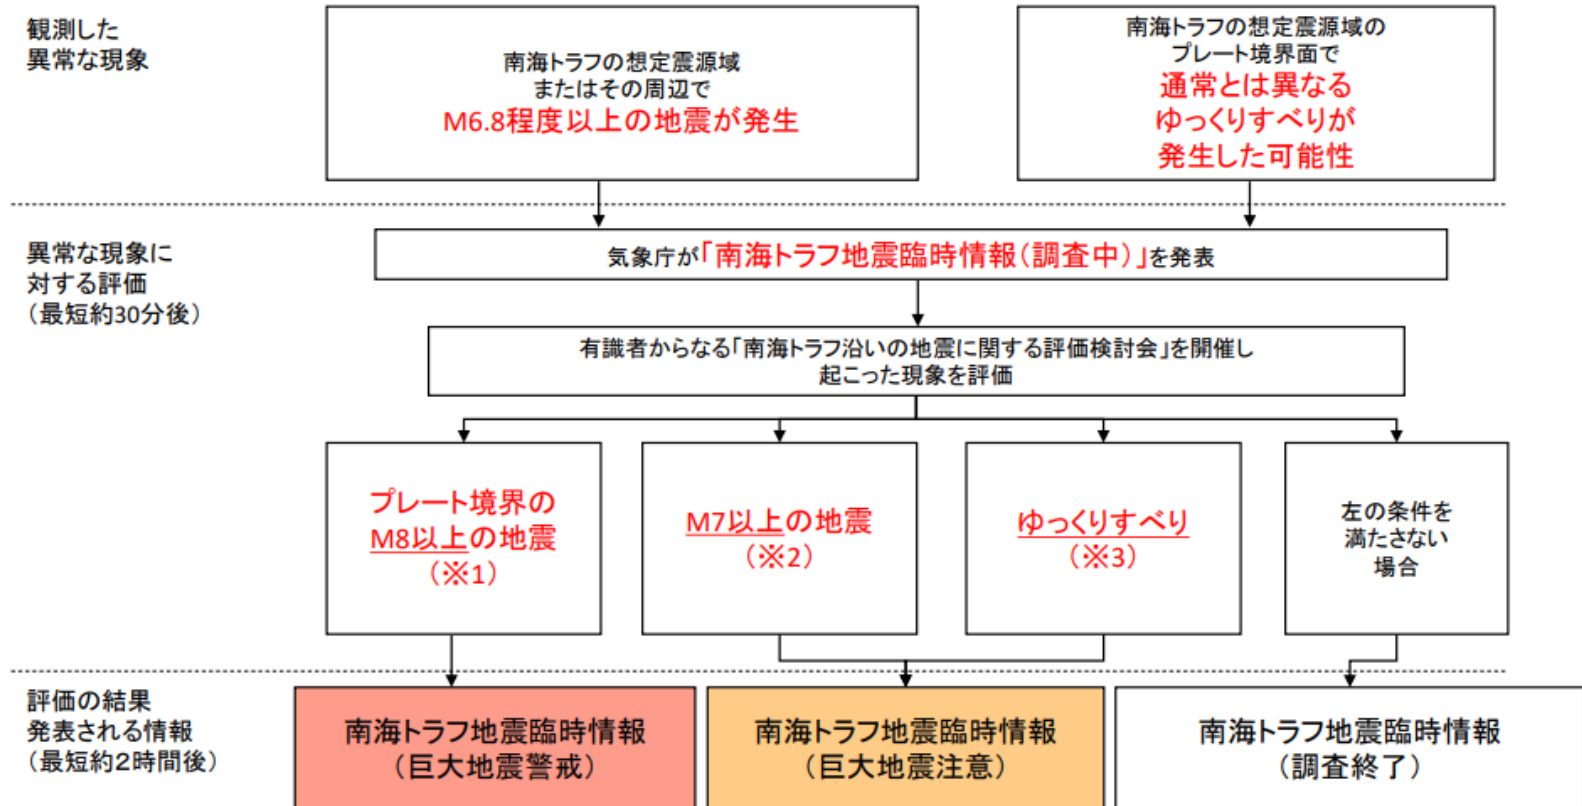 観測した
異常な現象
南海トラフの想定震源域
またはその周辺で
M6.8程度以上の地震が発生
南海トラフの想定震源域の
プレート境界面で
通常とは異なる
ゆっくりすべりが
発生した可能性
異常な現象に
対する評価
（最短約30分後）
気象庁が「南海トラフ地震臨時情報（調査中）」を発表
有識者からなる「南海トラフ沿いの地震に関する評価検討会」を開催し
起こった現象を評価
プレート境界の
M8以上の地震
（※1）
M7以上の地震
（※2）
ゆっくりすべり
（※3）
左の条件を
満たさない
場合
評価の結果
発表される情報
（最短約2時間後）
南海トラフ地震臨時情報
（巨大地震警戒）
南海トラフ地震臨時情報
（巨大地震注意）
南海トラフ地震臨時情報
（調査終了）